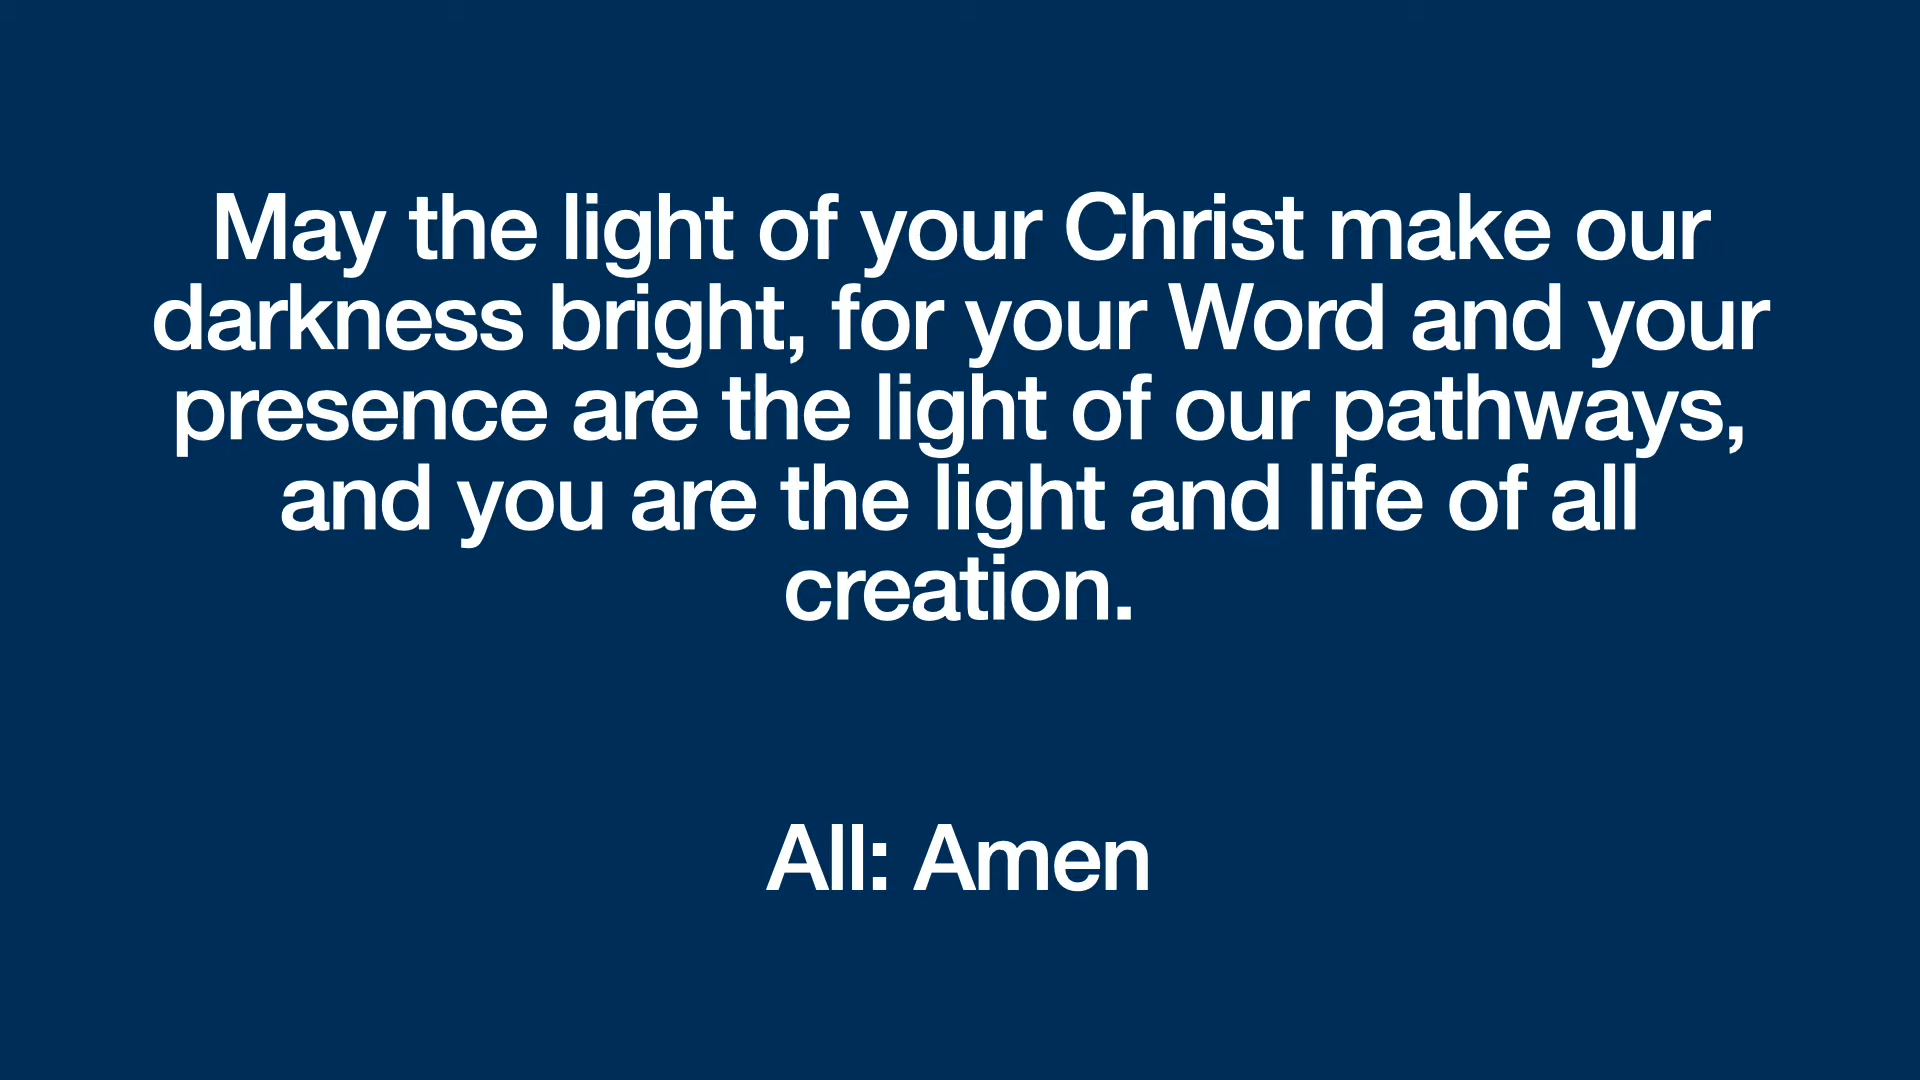 May the light of your Christ make our
darkness bright, for your Word and your
presence are the light of our pathways,
and you are the light and life of all
creation.
All: Amen